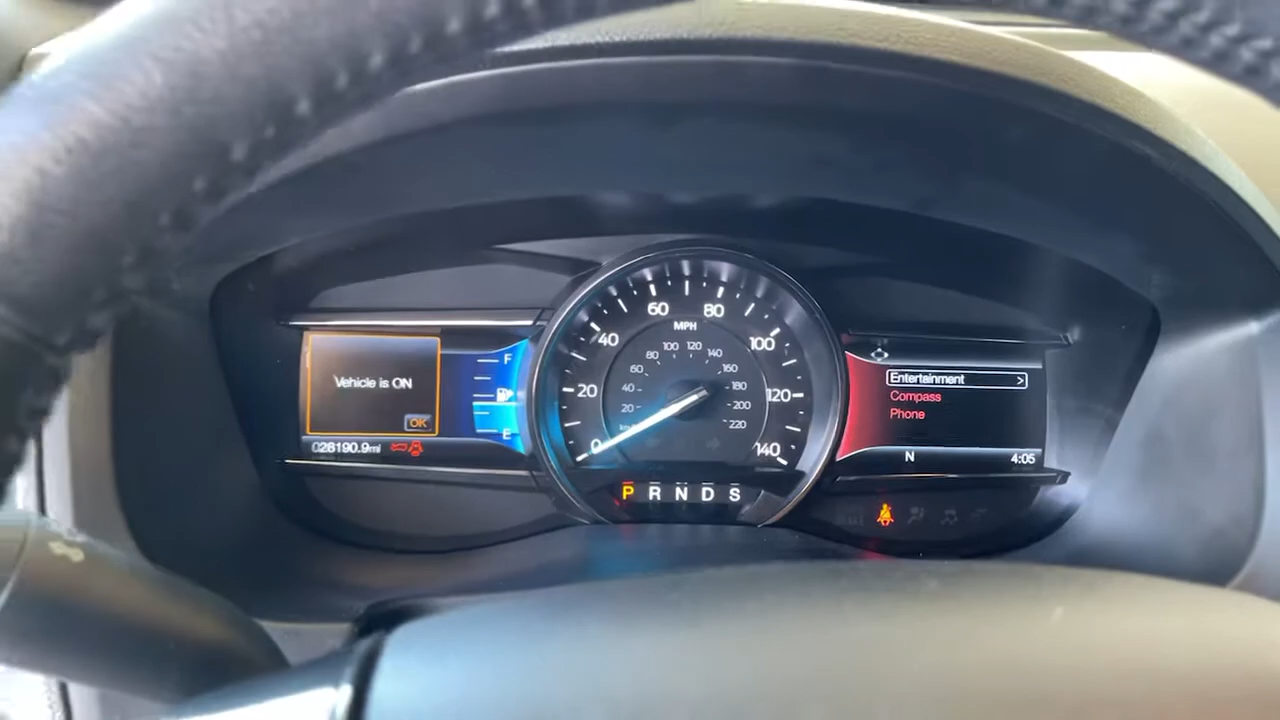 Vehicle is ON
OK
028190.9mi
F
E
0
20
40
60
80
100
120
140
MPH
20
40
60
80
100
120
140
160
180
200
220
P R N D S
Entertainment >
Compass
Phone
N
4:05